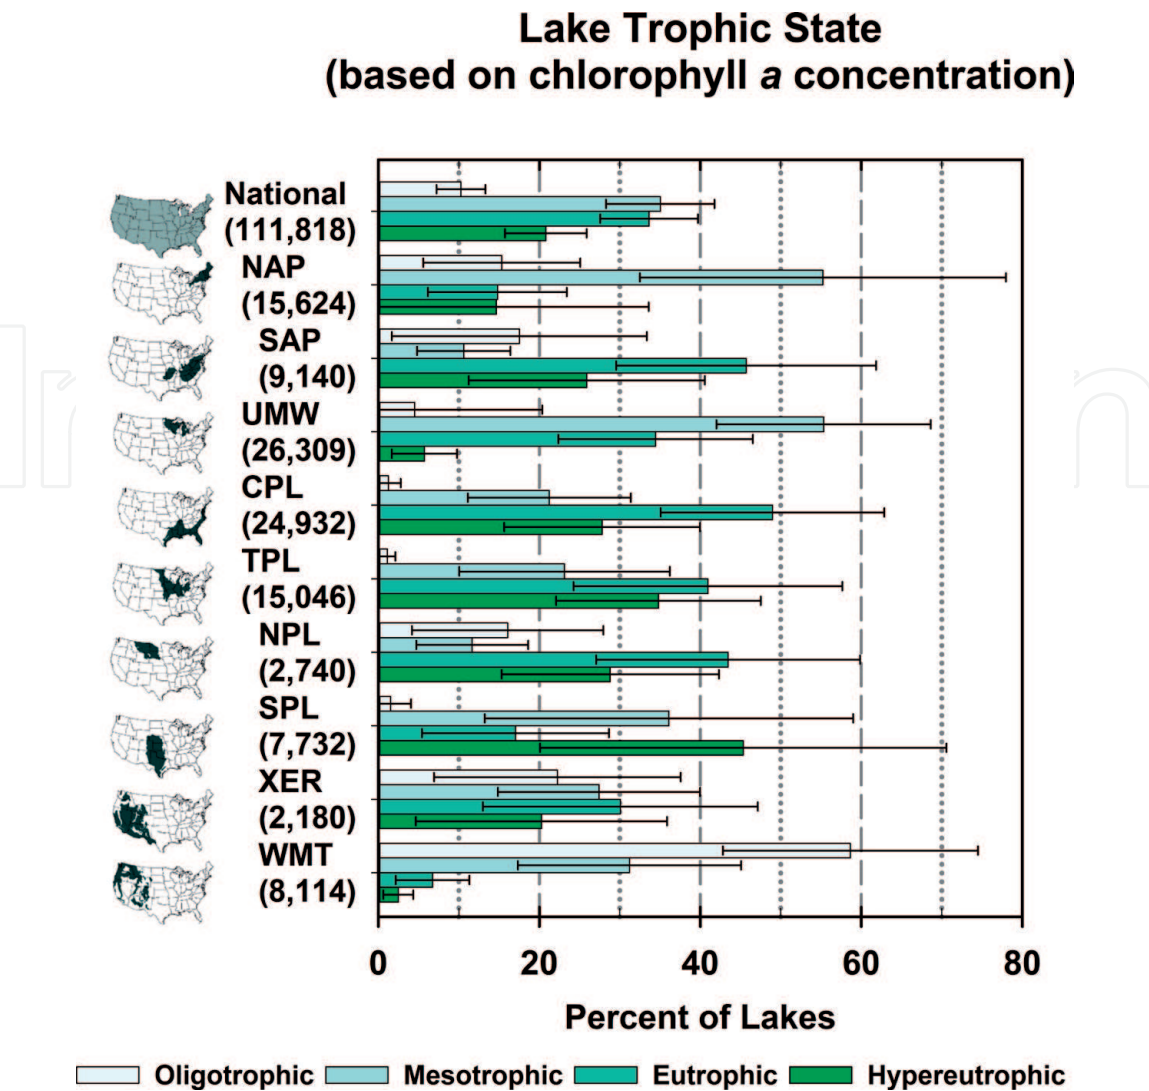 Lake Trophic State
(based on chlorophyll a concentration)
National
(111,818)
NAP
(15,624)
SAP
(9,140)
UMW
(26,309)
CPL
(24,932)
TPL
(15,046)
NPL
(2,740)
SPL
(7,732)
XER
(2,180)
WMT
(8,114)
0 20 40 60 80
Percent of Lakes
Oligotrophic Mesotrophic Eutrophic Hypereutrophic